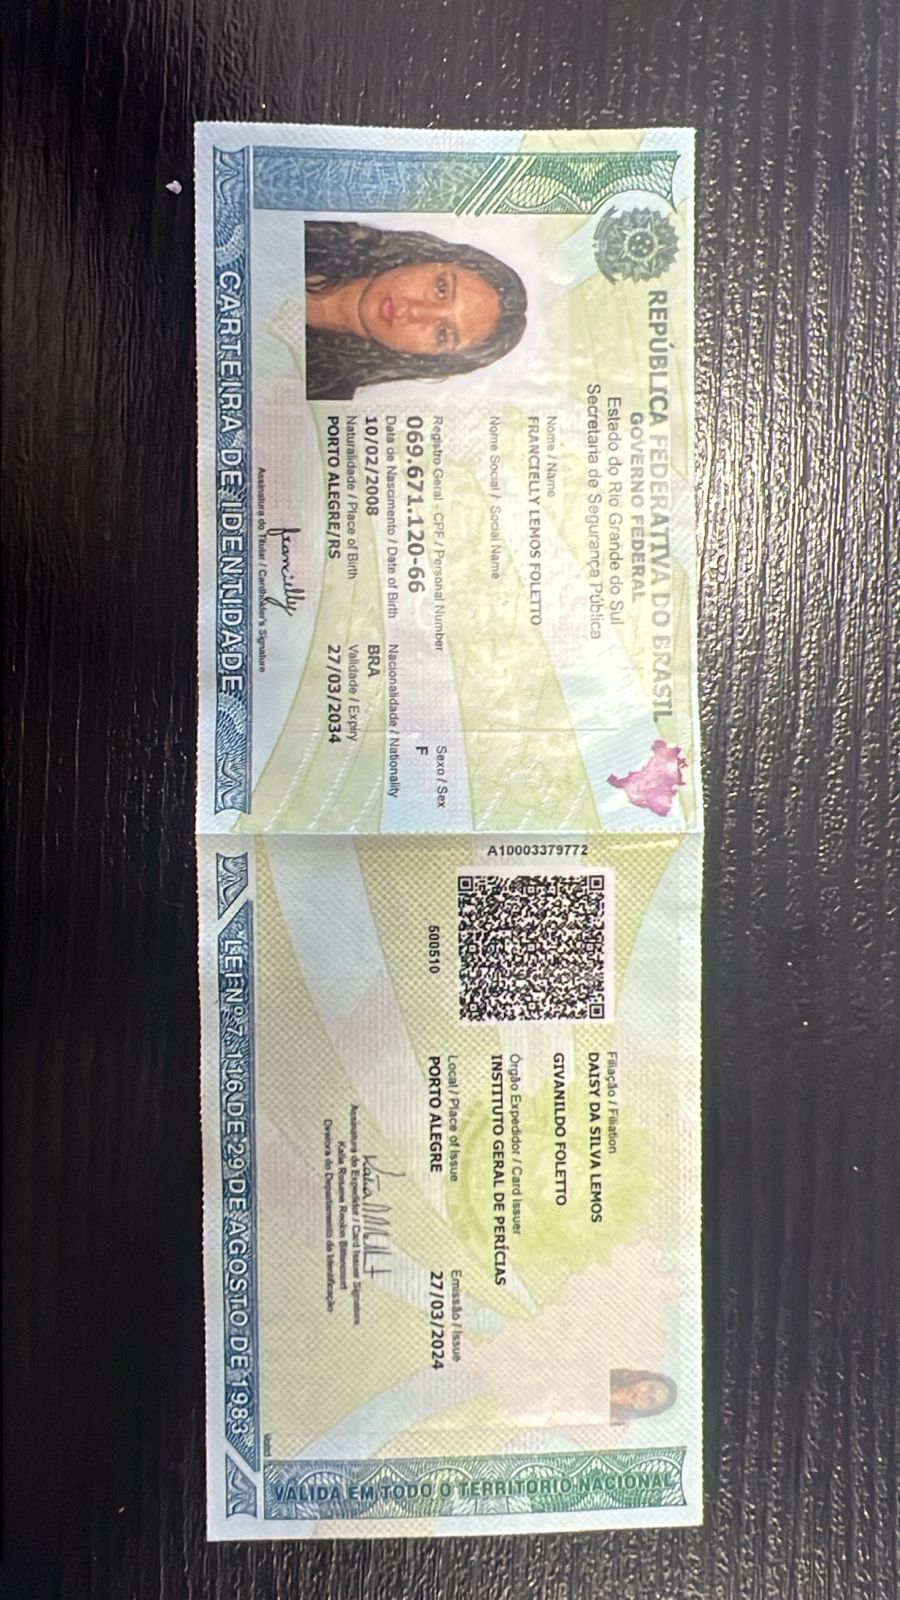 REPÚBLICA FEDERATIVA DO BRASIL
GOVERNO FEDERAL
Estado do Rio Grande do Sul
Secretaria de Segurança Pública
Nome / Name
FRANCIELLY LEMOS FOLETTO
Nome Social / Social Name
Registro Geral - CPF / Personal Number
Sexo / Sex
069.671.120-66
F
Data de Nascimento / Date of Birth
Nacionalidade / Nationality
10/02/2008
BRA
Naturalidade / Place of Birth
Validade / Expiry
PORTO ALEGRE/RS
27/03/2034
francielly
Assinatura do Titular / Cardholder's Signature
CARTEIRA DE IDENTIDADE
A10003379772
500510
Filiação / Filiation
DAISY DA SILVA LEMOS
GIVANILDO FOLETTO
Órgão Expedidor / Card Issuer
INSTITUTO GERAL DE PERÍCIAS
Local / Place of Issue
Emissão / Issue
PORTO ALEGRE
27/03/2024
Assinatura do Expedidor / Card Issuer Signature
Katia Rosane Reolon Bittencourt
Diretora do Departamento de Identificação
LEI Nº 7.116 DE 29 DE AGOSTO DE 1983
VÁLIDA EM TODO O TERRITÓRIO NACIONAL